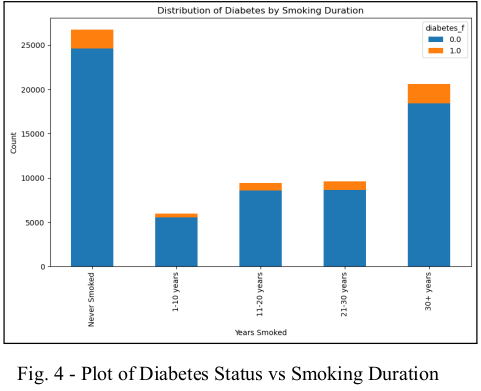 Distribution of Diabetes by Smoking Duration
diabetes_f
0.0
1.0
25000
20000
15000
10000
5000
0
Count
Never Smoked
1-10 years
11-20 years
21-30 years
30+ years
Years Smoked
Fig. 4 - Plot of Diabetes Status vs Smoking Duration